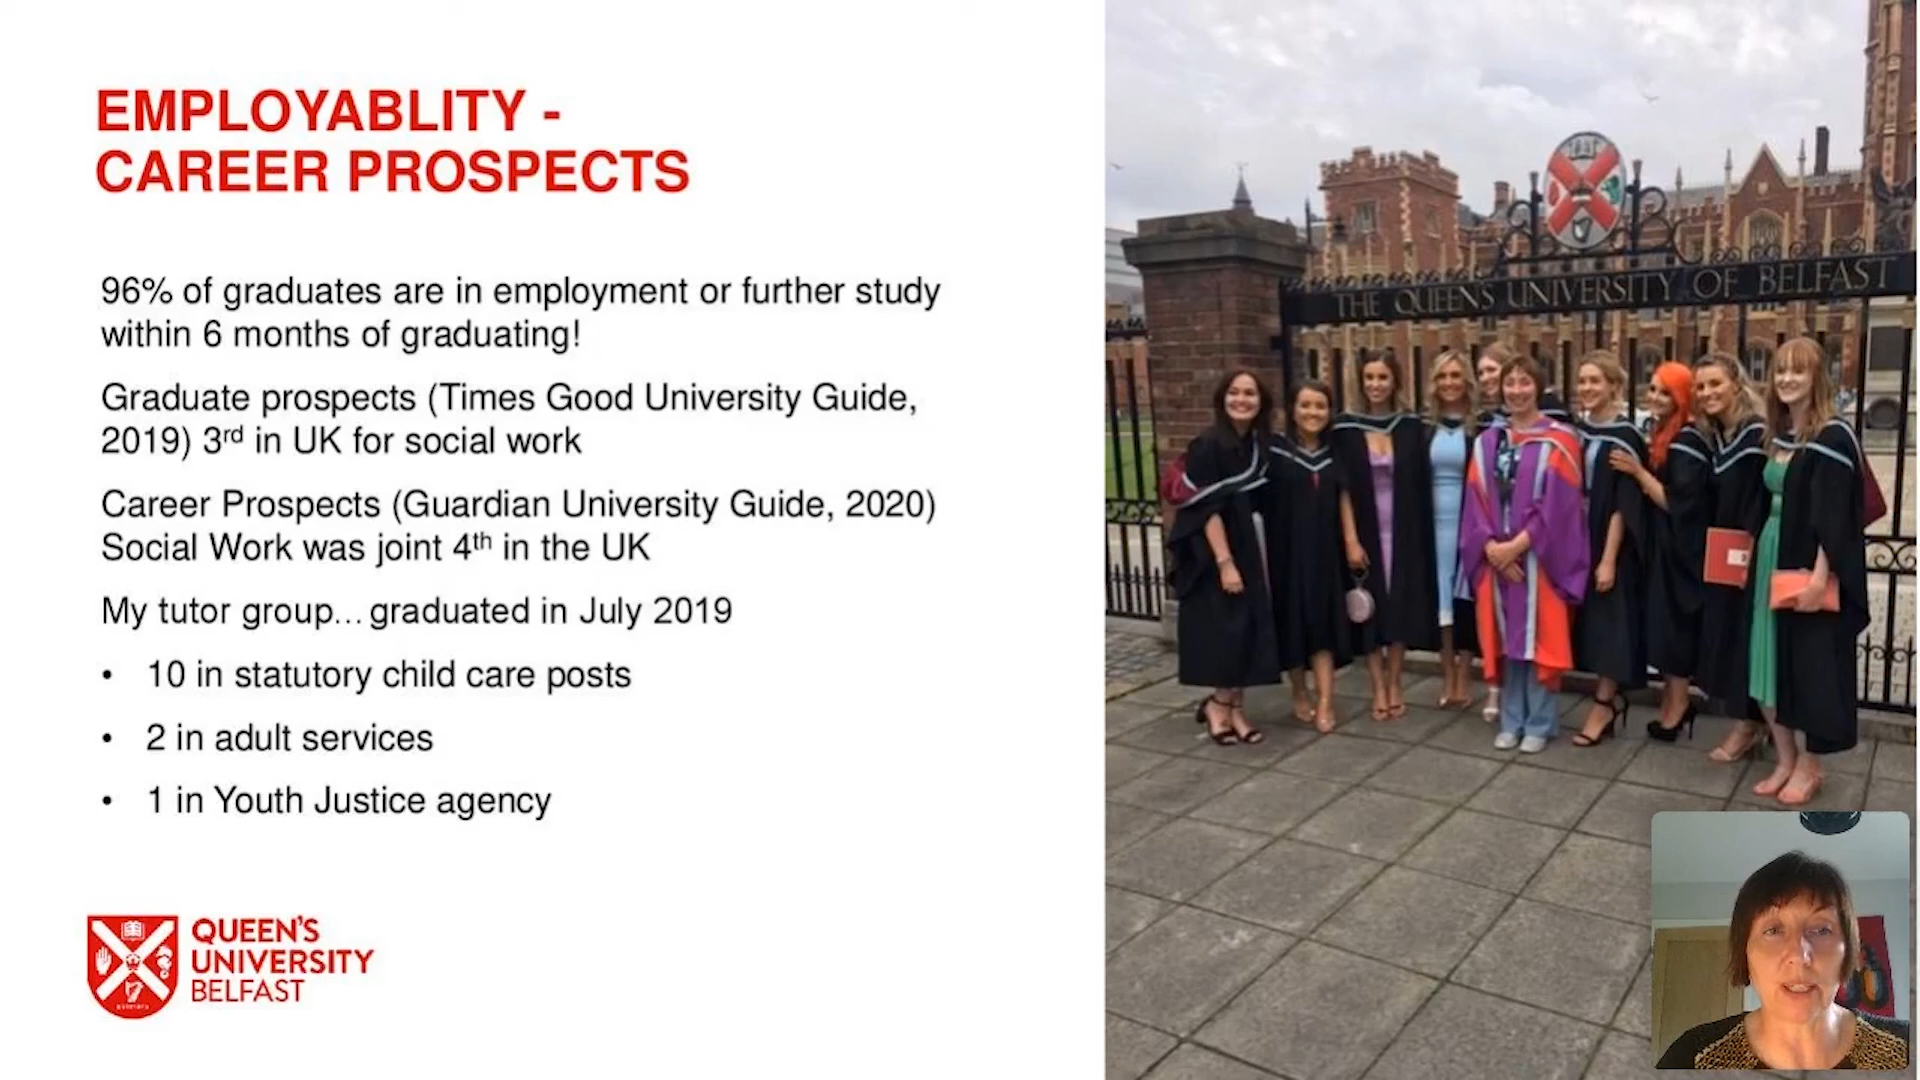 EMPLOYABLITY -
CAREER PROSPECTS
96% of graduates are in employment or further study
within 6 months of graduating!
Graduate prospects (Times Good University Guide,
2019) 3rd in UK for social work
Career Prospects (Guardian University Guide, 2020)
Social Work was joint 4th in the UK
My tutor group… graduated in July 2019
• 10 in statutory child care posts
• 2 in adult services
• 1 in Youth Justice agency
QUEEN'S
UNIVERSITY
BELFAST
THE QUEENS UNIVERSITY OF BELFAST